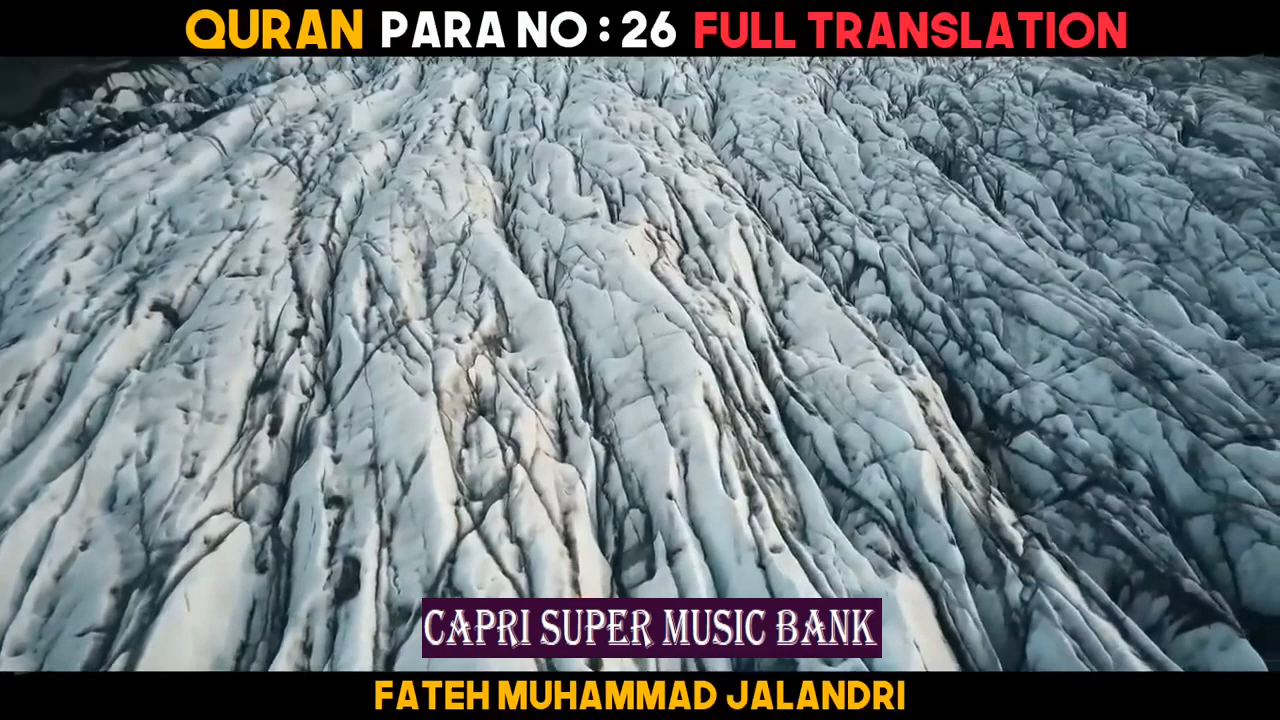 QURAN PARA NO : 26 FULL TRANSLATION
CAPRI SUPER MUSIC BANK
FATEH MUHAMMAD JALANDRI